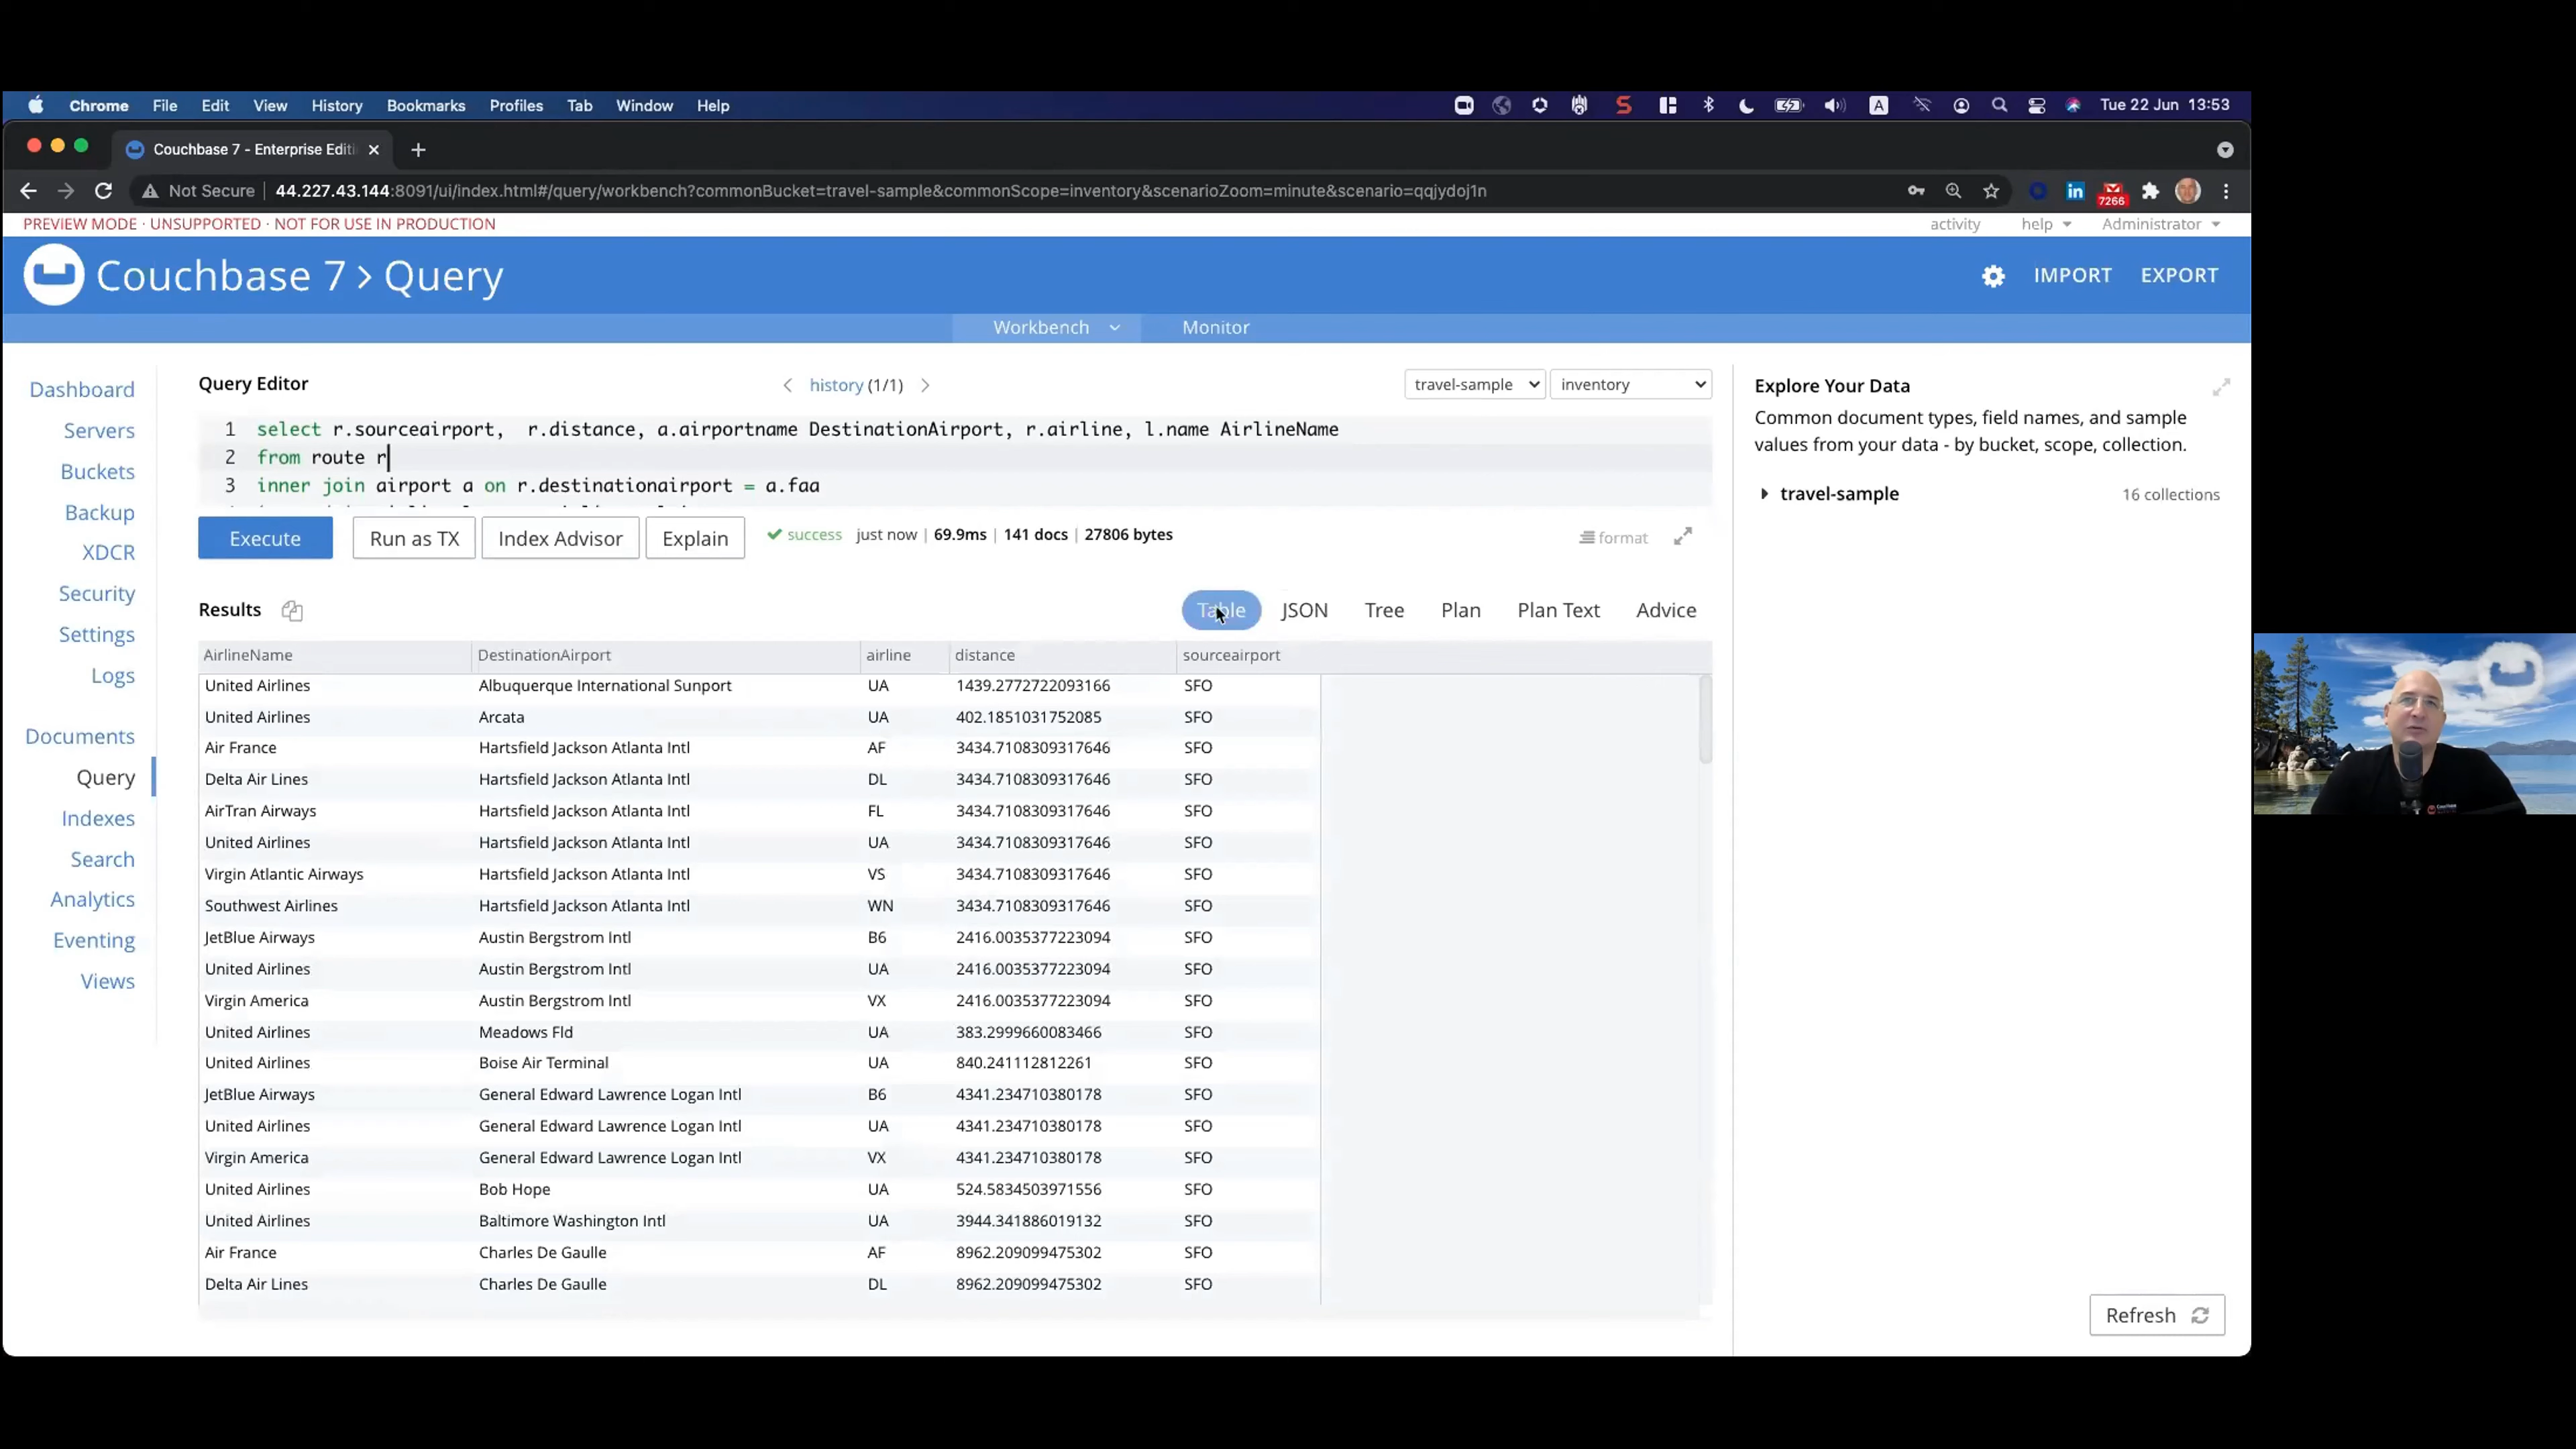 Chrome File Edit View History Bookmarks Profiles Tab Window Help A Tue 22 Jun 13:53
Couchbase 7 - Enterprise Editi
Not Secure 44.227.43.144:8091/ui/index.html#/query/workbench?commonBucket=travel-sample&commonScope=inventory&scenarioZoom=minute&scenario=qqjydoj1n
7266
PREVIEW MODE · UNSUPPORTED · NOT FOR USE IN PRODUCTION activity help Administrator
Couchbase 7 > Query IMPORT EXPORT
Workbench Monitor
Dashboard
Servers
Buckets
Backup
XDCR
Security
Settings
Logs
Documents
Query
Indexes
Search
Analytics
Eventing
Views
Query Editor history (1/1) travel-sample inventory
1 select r.sourceairport, r.distance, a.airportname DestinationAirport, r.airline, l.name AirlineName
2 from route r
3 inner join airport a on r.destinationairport = a.faa
Execute Run as TX Index Advisor Explain success just now | 69.9ms | 141 docs | 27806 bytes format
Results Table JSON Tree Plan Plan Text Advice
AirlineName DestinationAirport airline distance sourceairport
United Airlines Albuquerque International Sunport UA 1439.2772722093166 SFO
United Airlines Arcata UA 402.1851031752085 SFO
Air France Hartsfield Jackson Atlanta Intl AF 3434.7108309317646 SFO
Delta Air Lines Hartsfield Jackson Atlanta Intl DL 3434.7108309317646 SFO
AirTran Airways Hartsfield Jackson Atlanta Intl FL 3434.7108309317646 SFO
United Airlines Hartsfield Jackson Atlanta Intl UA 3434.7108309317646 SFO
Virgin Atlantic Airways Hartsfield Jackson Atlanta Intl VS 3434.7108309317646 SFO
Southwest Airlines Hartsfield Jackson Atlanta Intl WN 3434.7108309317646 SFO
JetBlue Airways Austin Bergstrom Intl B6 2416.0035377223094 SFO
United Airlines Austin Bergstrom Intl UA 2416.0035377223094 SFO
Virgin America Austin Bergstrom Intl VX 2416.0035377223094 SFO
United Airlines Meadows Fld UA 383.2999660083466 SFO
United Airlines Boise Air Terminal UA 840.241112812261 SFO
JetBlue Airways General Edward Lawrence Logan Intl B6 4341.234710380178 SFO
United Airlines General Edward Lawrence Logan Intl UA 4341.234710380178 SFO
Virgin America General Edward Lawrence Logan Intl VX 4341.234710380178 SFO
United Airlines Bob Hope UA 524.5834503971556 SFO
United Airlines Baltimore Washington Intl UA 3944.341886019132 SFO
Air France Charles De Gaulle AF 8962.209099475302 SFO
Delta Air Lines Charles De Gaulle DL 8962.209099475302 SFO
Explore Your Data
Common document types, field names, and sample
values from your data - by bucket, scope, collection.
travel-sample 16 collections
Refresh